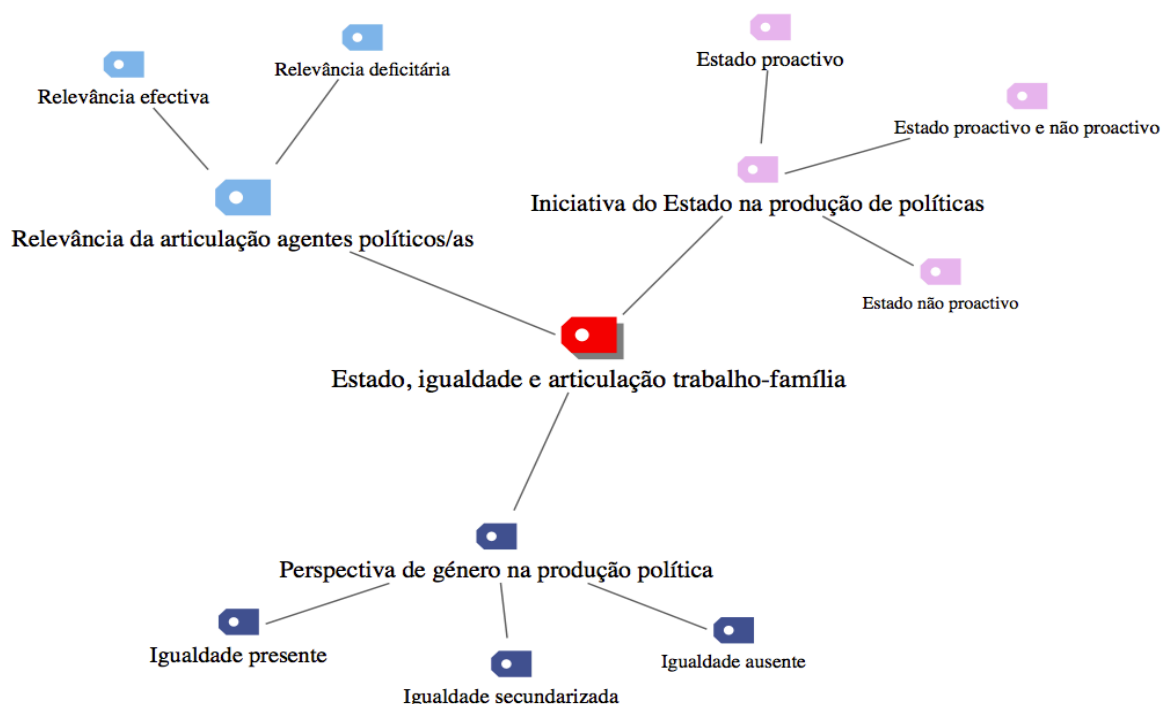 Estado proactivo
Relevância deficitária
Relevância efectiva
Estado proactivo e não proactivo
Iniciativa do Estado na produção de políticas
Relevância da articulação agentes políticos/as
Estado não proactivo
Estado, igualdade e articulação trabalho-família
Perspectiva de género na produção política
Igualdade presente
Igualdade ausente
Igualdade secundarizada